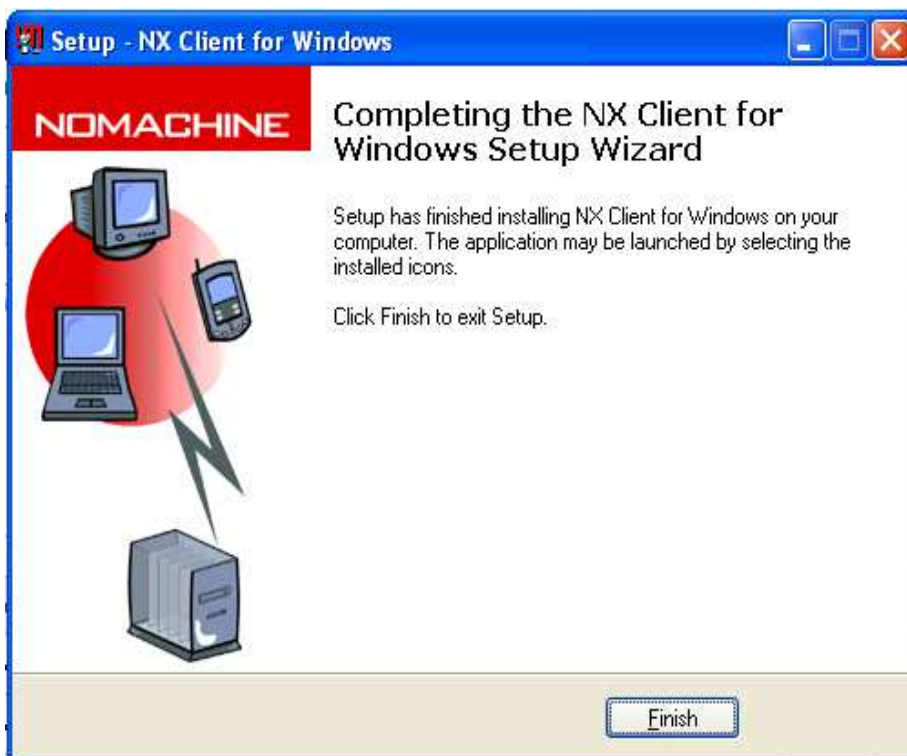 Setup - NX Client for Windows
NOMACHINE
Completing the NX Client for
Windows Setup Wizard
Setup has finished installing NX Client for Windows on your
computer. The application may be launched by selecting the
installed icons.
Click Finish to exit Setup.
Finish